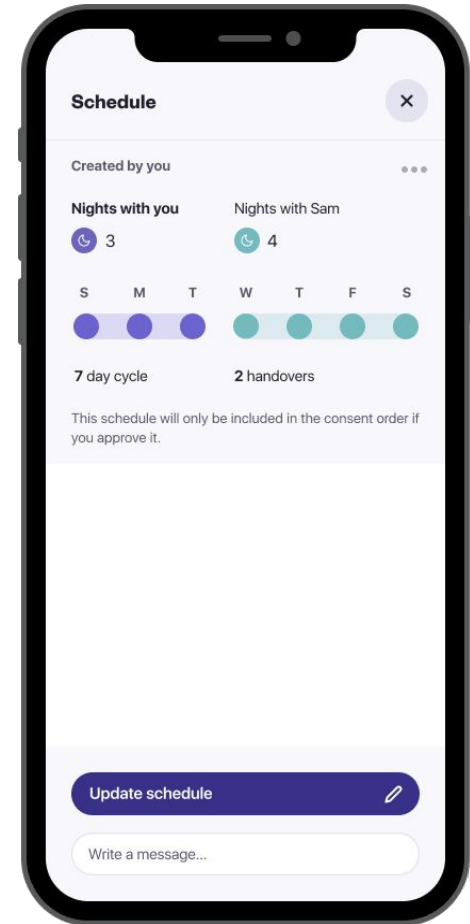 Schedule
Created by you
Nights with you Nights with Sam
3 4
S M T W T F S
7 day cycle 2 handovers
This schedule will only be included in the consent order if
you approve it.
Update schedule
Write a message...